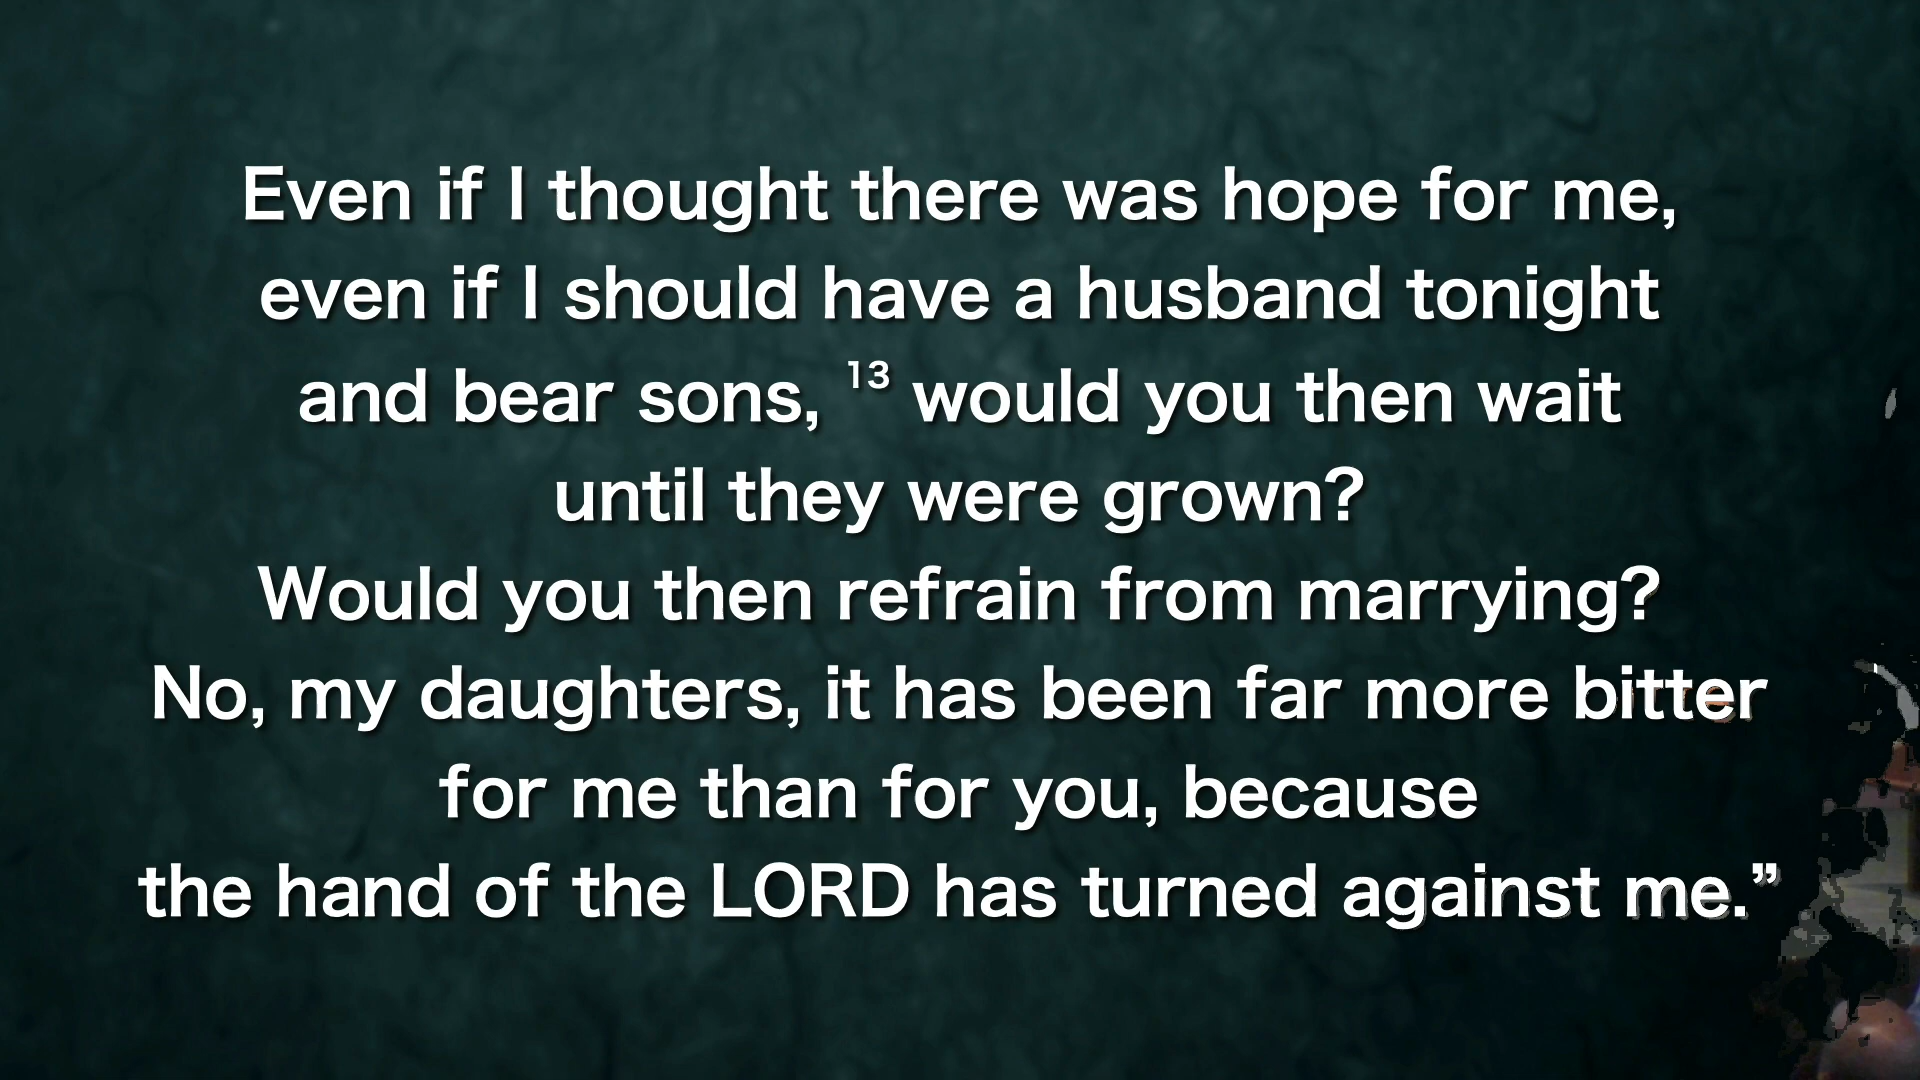 Even if I thought there was hope for me,
even if I should have a husband tonight
and bear sons, ¹³ would you then wait
until they were grown?
Would you then refrain from marrying?
No, my daughters, it has been far more bitter
for me than for you, because
the hand of the LORD has turned against me.”